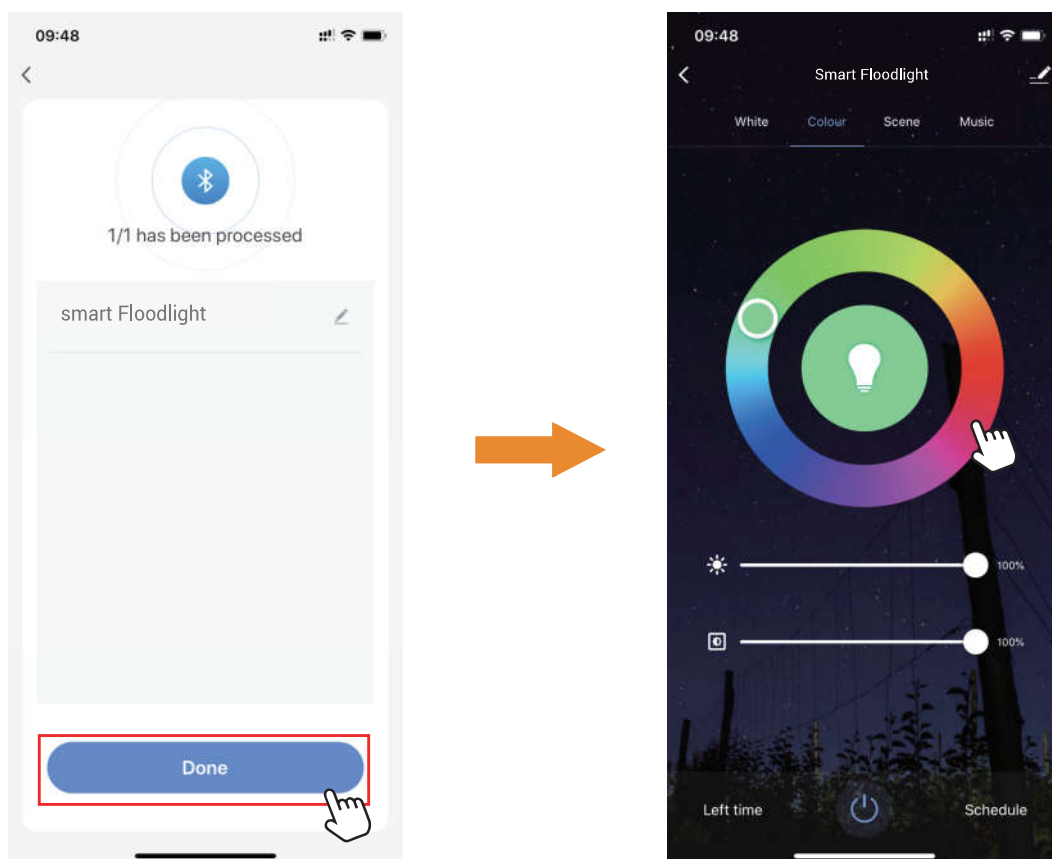 09:48
1/1 has been processed
smart Floodlight
Done
09:48
Smart Floodlight
White Colour Scene Music
100%
100%
Left time Schedule